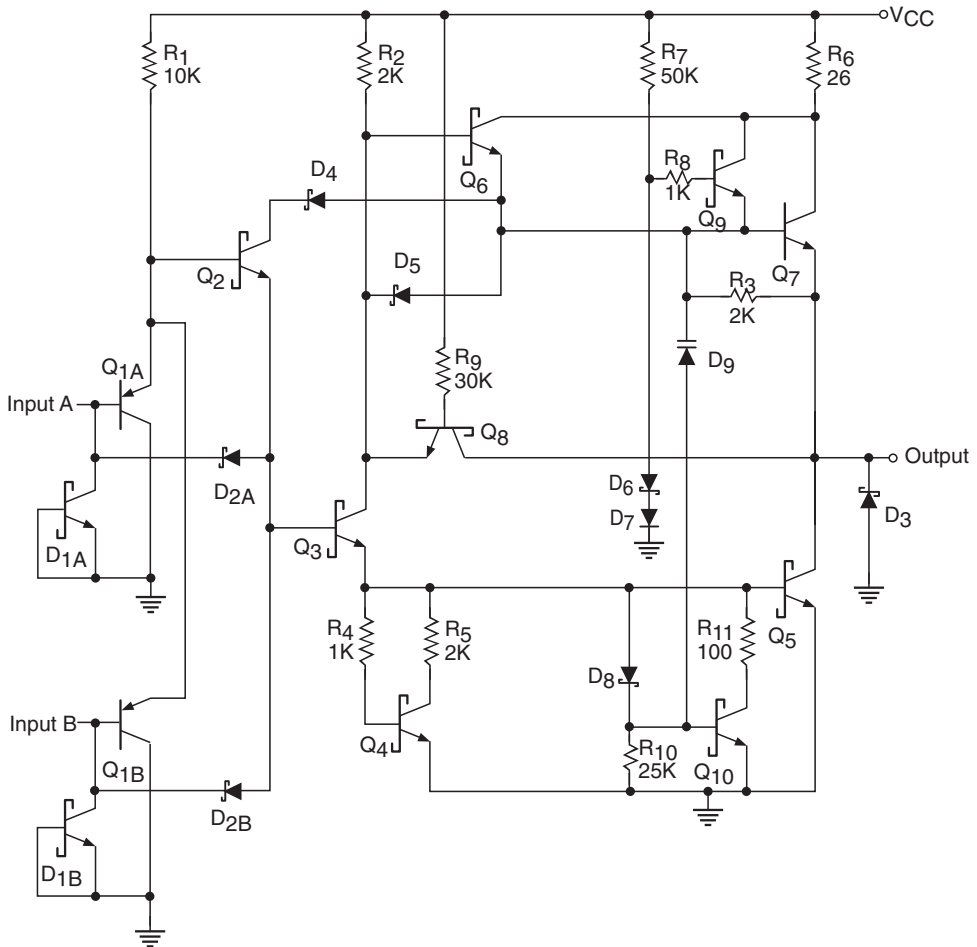 VCC
R1
10K
R2
2K
R7
50K
R6
26
Q6
R8
1K
Q9
D4
Q2
D5
Q7
R3
2K
Q1A
R9
30K
D9
Input A
Q8
Output
D2A
D6
D7
D3
D1A
Q3
R4
1K
R5
2K
R11
100
Q5
D8
Input B
Q1B
Q4
R10
25K
Q10
D2B
D1B